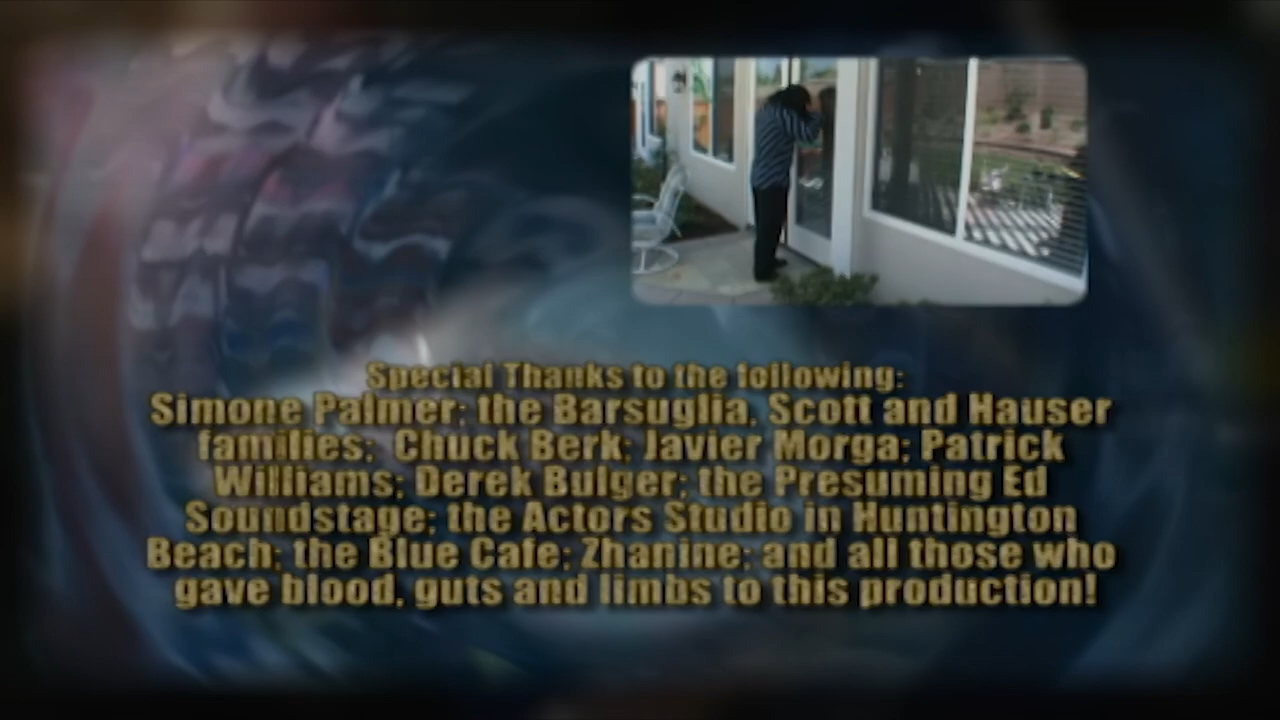 Special Thanks to the following:
Simone Palmer; the Barsuglia, Scott and Hauser
families;  Chuck Berk; Javier Morga; Patrick
Williams; Derek Bulger; the Presuming Ed
Soundstage; the Actors Studio in Huntington
Beach; the Blue Cafe; Zhanine; and all those who
gave blood, guts and limbs to this production!